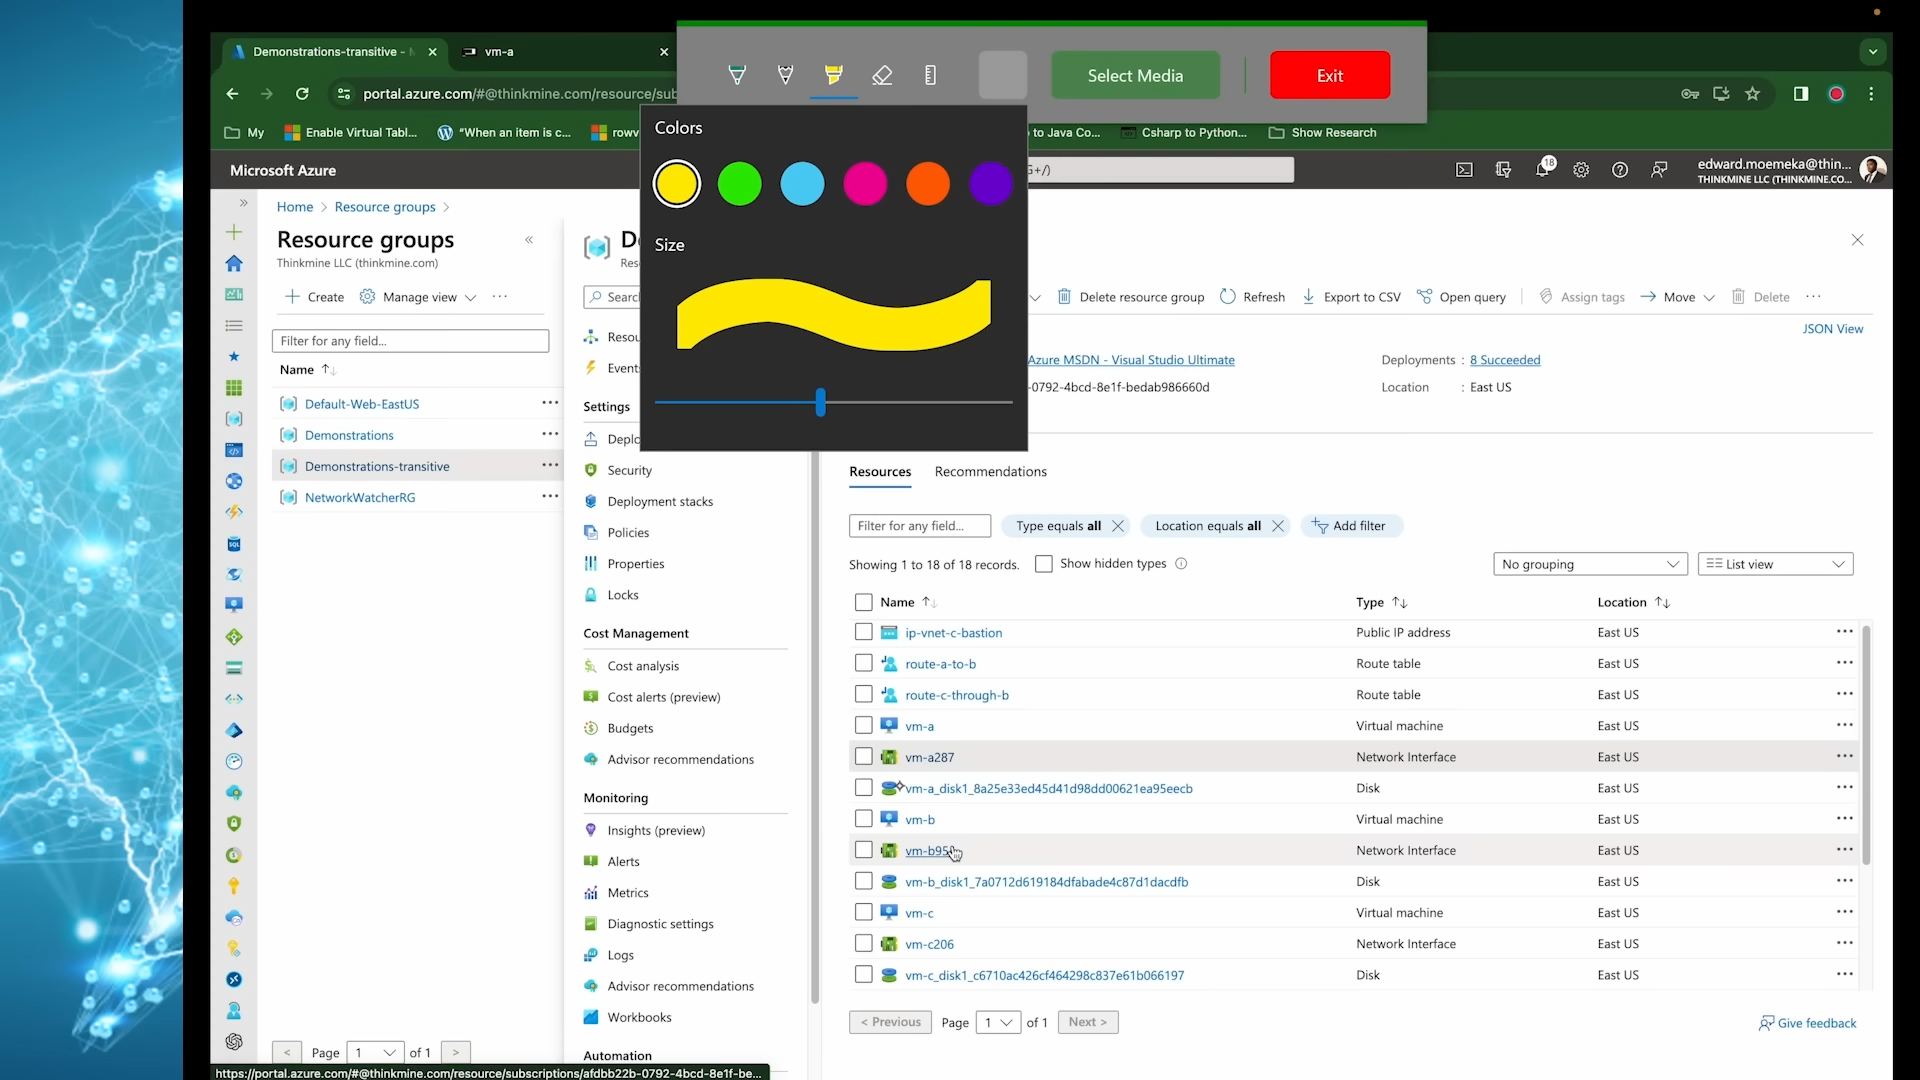 Demonstrations-transitive -
vm-a
Select Media
Exit
portal.azure.com/#@thinkmine.com/resource/sub
My
Enable Virtual Tabl...
"When an item is c...
rowv
to Java Co...
Csharp to Python...
Show Research
Colors
Size
Microsoft Azure
G+/)
18
edward.moemeka@thin...
THINKMINE LLC (THINKMINE.CO...
Home > Resource groups >
Resource groups
Thinkmine LLC (thinkmine.com)
Create
Manage view
Filter for any field...
Name
Default-Web-EastUS
Demonstrations
Demonstrations-transitive
NetworkWatcherRG
< Page 1 of 1 >
Search
Settings
Security
Deployment stacks
Policies
Properties
Locks
Cost Management
Cost analysis
Cost alerts (preview)
Budgets
Advisor recommendations
Monitoring
Insights (preview)
Alerts
Metrics
Diagnostic settings
Logs
Advisor recommendations
Workbooks
Automation
Delete resource group
Refresh
Export to CSV
Open query
Assign tags
Move
Delete
JSON View
Azure MSDN - Visual Studio Ultimate
Deployments : 8 Succeeded
-0792-4bcd-8e1f-bedab986660d
Location : East US
Resources
Recommendations
Filter for any field...
Type equals all
Location equals all
Add filter
Showing 1 to 18 of 18 records.
Show hidden types
No grouping
List view
Name Type Location
ip-vnet-c-bastion Public IP address East US
route-a-to-b Route table East US
route-c-through-b Route table East US
vm-a Virtual machine East US
vm-a287 Network Interface East US
vm-a_disk1_8a25e33ed45d41d98dd00621ea95eecb Disk East US
vm-b Virtual machine East US
Network Interface East US
vm-b_disk1_7a0712d619184dfabade4c87d1dacdfb Disk East US
vm-c Virtual machine East US
vm-c206 Network Interface East US
vm-c_disk1_c6710ac426cf464298c837e61b066197 Disk East US
< Previous
Page 1 of 1
Next >
Give feedback
https://portal.azure.com/#@thinkmine.com/resource/subscriptions/afdbb22b-0792-4bcd-8e1f-be...